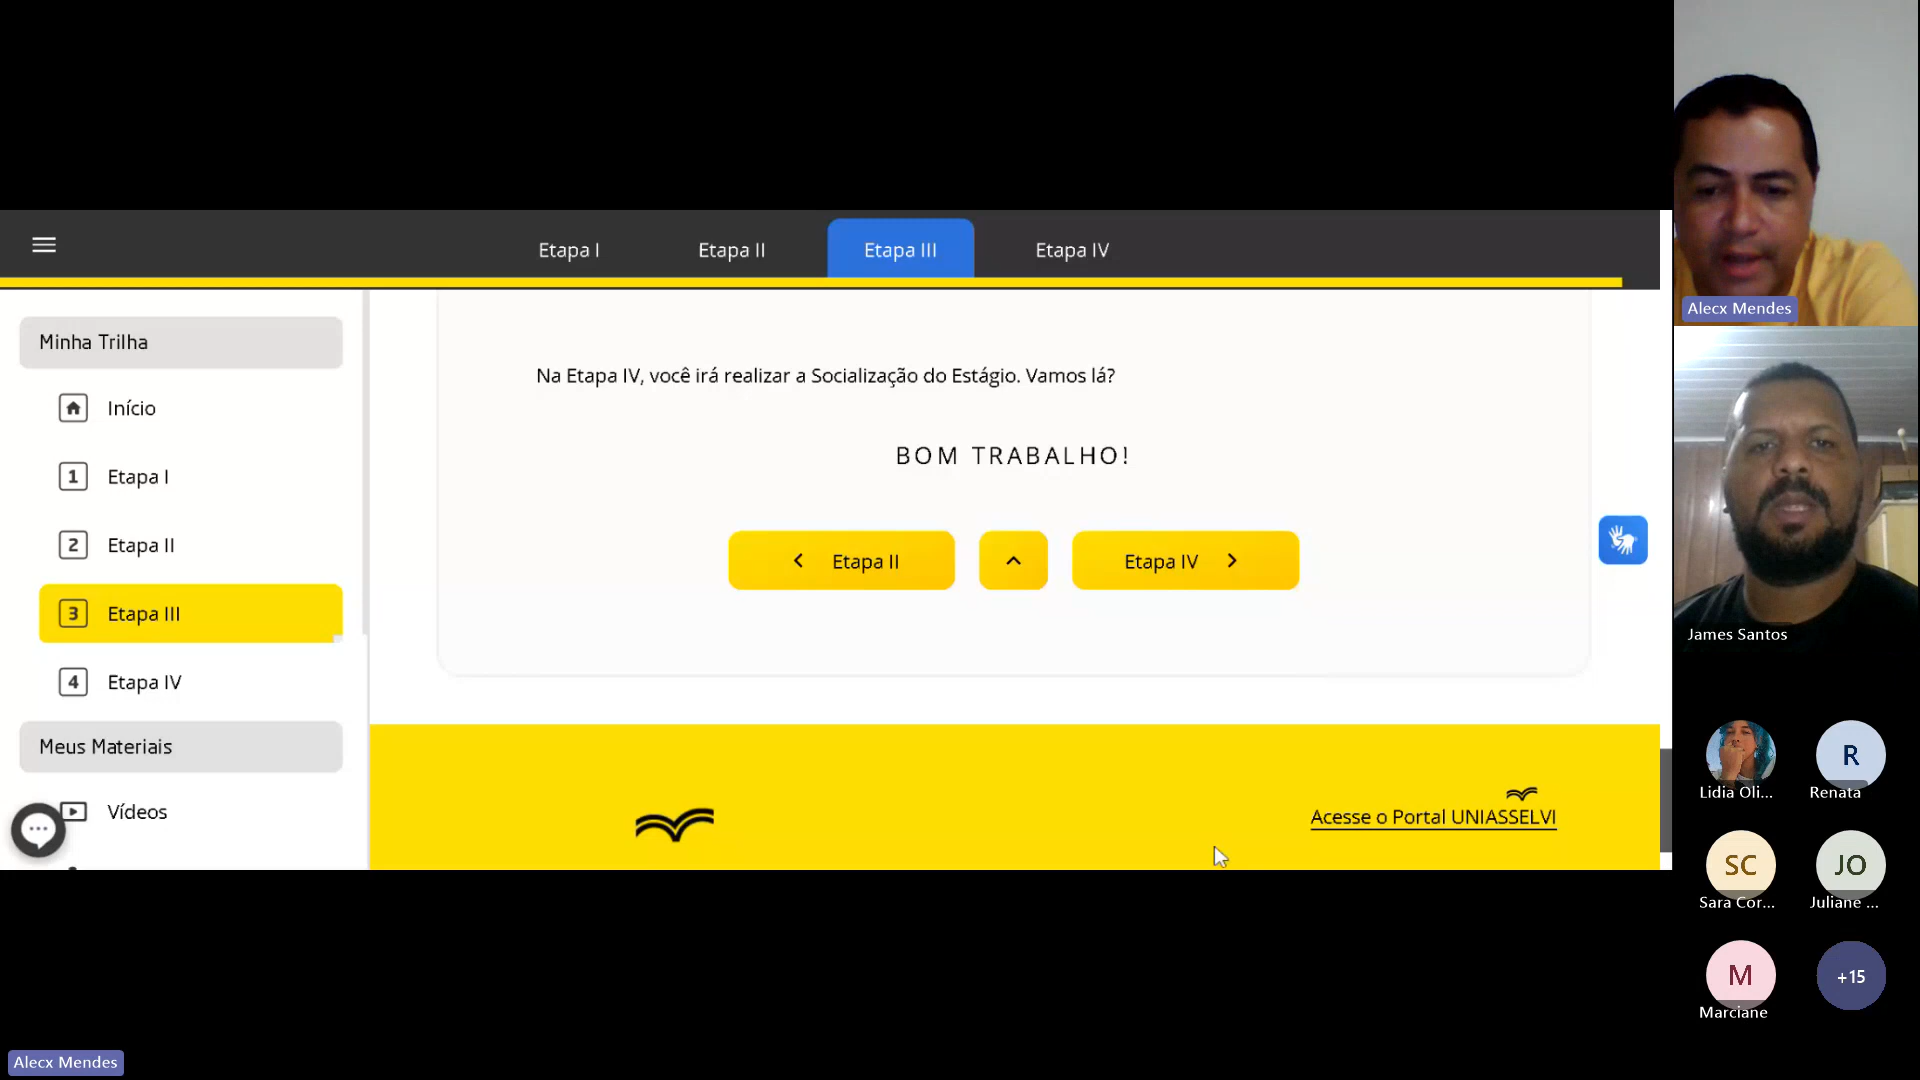 Etapa I
Etapa II
Etapa III
Etapa IV
Minha Trilha
Início
1 Etapa I
2 Etapa II
3 Etapa III
4 Etapa IV
Meus Materiais
Vídeos
Na Etapa IV, você irá realizar a Socialização do Estágio. Vamos lá?
BOM TRABALHO!
Etapa II
Etapa IV
Acesse o Portal UNIASSELVI
Alecx Mendes
James Santos
Lidia Oli...
R
Renata
SC
Sara Cor...
JO
Juliane ...
M
Marciane
+15
Alecx Mendes